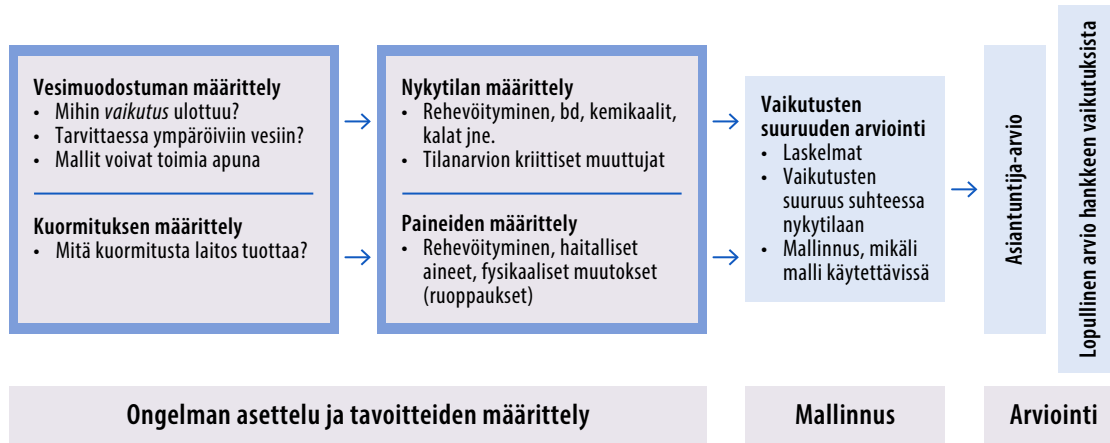 Vesimuodostuman määrittely
• Mihin vaikutus ulottuu?
• Tarvittaessa ympäröiviin vesiin?
• Mallit voivat toimia apuna
Kuormituksen määrittely
• Mitä kuormitusta laitos tuottaa?
Nykytilan määrittely
• Rehevöityminen, bd, kemikaalit,
kalat jne.
• Tilanarvion kriittiset muuttujat
Paineiden määrittely
• Rehevöityminen, haitalliset
aineet, fysikaaliset muutokset
(ruoppaukset)
Vaikutusten
suuruuden arviointi
• Laskelmat
• Vaikutusten
suuruus suhteessa
nykytilaan
• Mallinnus, mikäli
malli käytettävissä
Asiantuntija-arvio
Lopullinen arvio hankkeen vaikutuksista
Ongelman asettelu ja tavoitteiden määrittely
Mallinnus
Arviointi